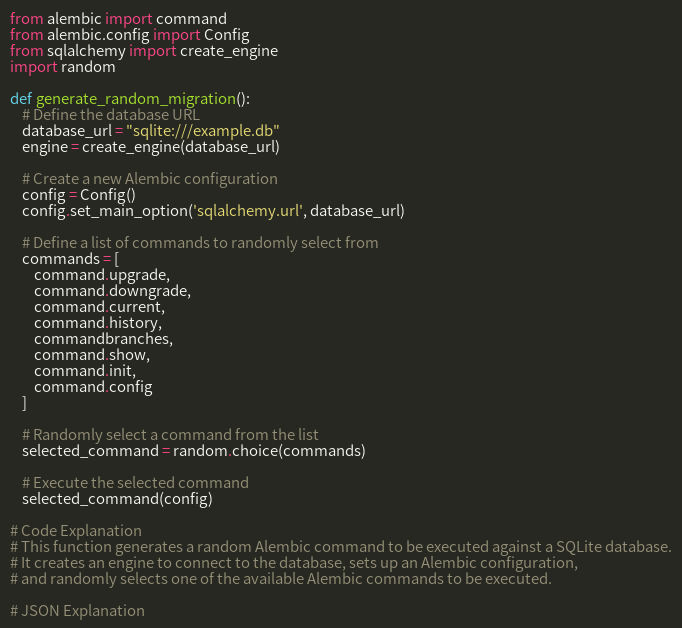 from alembic import command
from alembic.config import Config
from sqlalchemy import create_engine
import random

def generate_random_migration():
    # Define the database URL
    database_url = "sqlite:///example.db"
    engine = create_engine(database_url)

    # Create a new Alembic configuration
    config = Config()
    config.set_main_option('sqlalchemy.url', database_url)

    # Define a list of commands to randomly select from
    commands = [
        command.upgrade,
        command.downgrade,
        command.current,
        command.history,
        commandbranches,
        command.show,
        command.init,
        command.config
    ]

    # Randomly select a command from the list
    selected_command = random.choice(commands)

    # Execute the selected command
    selected_command(config)

# Code Explanation
# This function generates a random Alembic command to be executed against a SQLite database.
# It creates an engine to connect to the database, sets up an Alembic configuration,
# and randomly selects one of the available Alembic commands to be executed.

# JSON Explanation